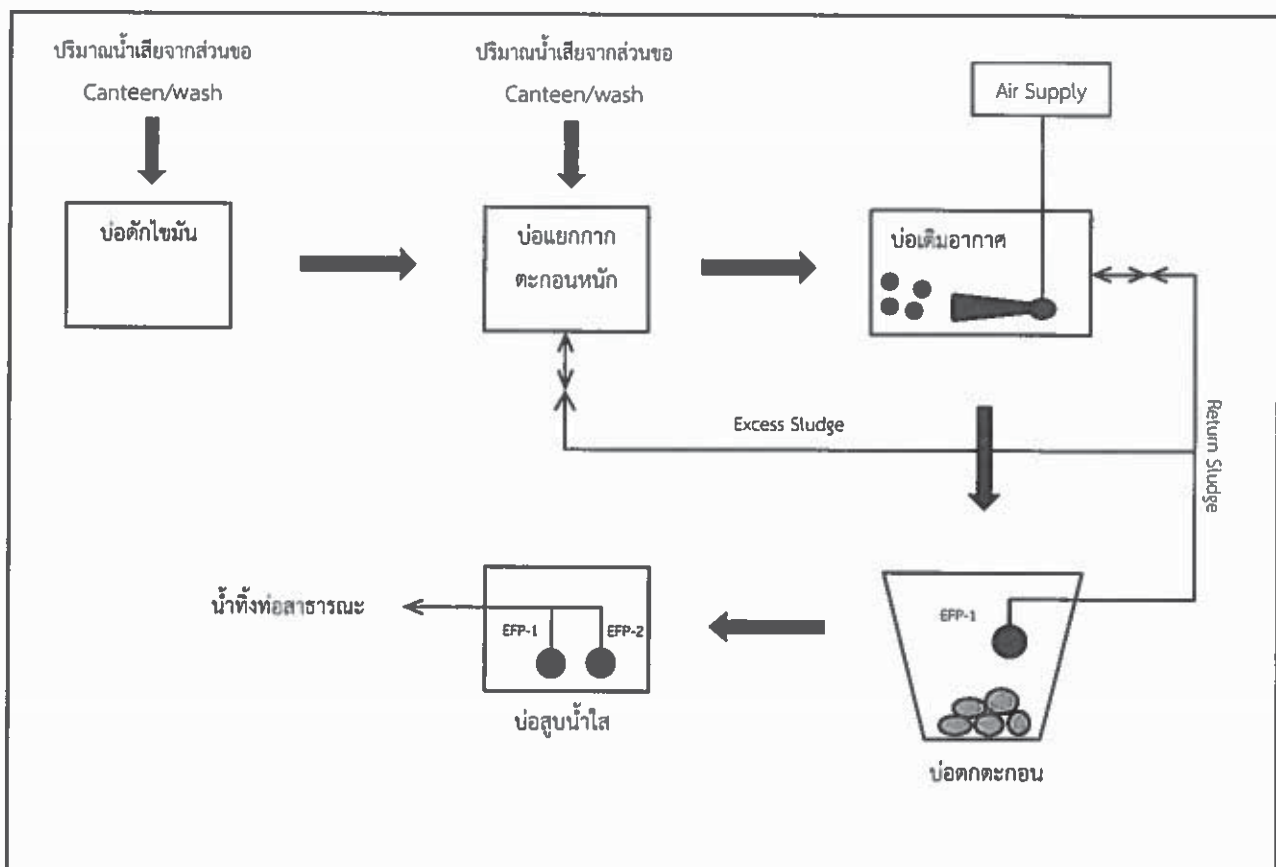 ปริมาณน้ำเสียจากส่วนขอ
Canteen/wash
ปริมาณน้ำเสียจากส่วนขอ
Canteen/wash
Air Supply
บ่อดักไขมัน
บ่อแยกกาก
ตะกอนหนัก
บ่อเติมอากาศ
Excess Sludge
Return Sludge
น้ำทิ้งท่อสาธารณะ
EFP-1
EFP-2
บ่อสูบน้ำใส
EFP-1
บ่อตกตะกอน